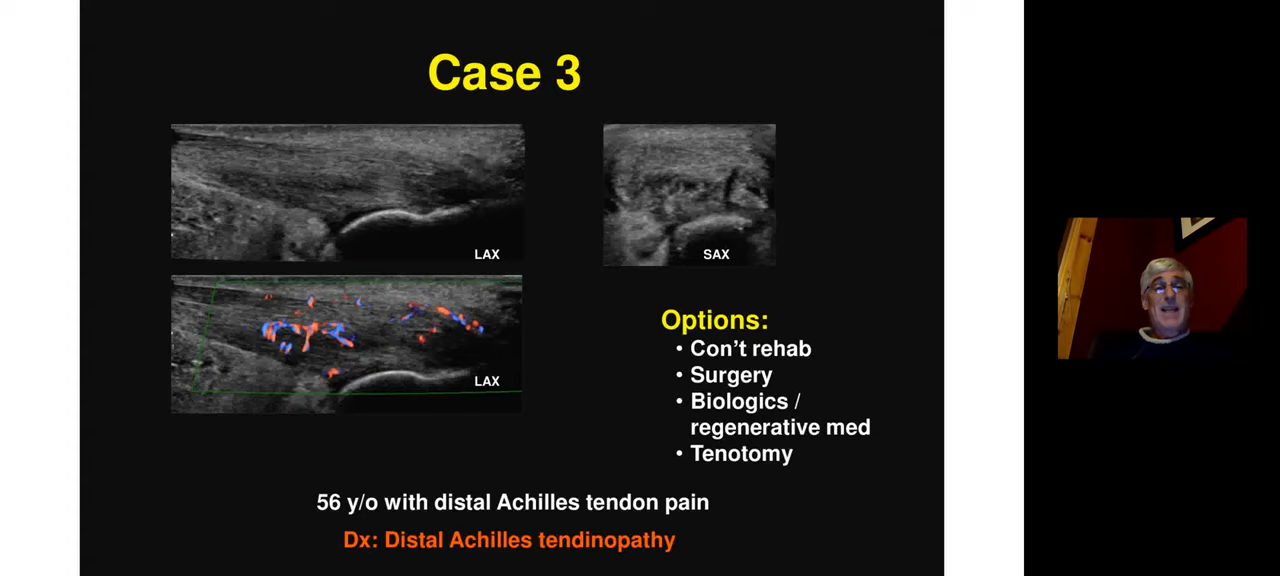 Case 3
LAX
SAX
LAX
Options:
• Con't rehab
• Surgery
• Biologics /
regenerative med
• Tenotomy
56 y/o with distal Achilles tendon pain
Dx: Distal Achilles tendinopathy